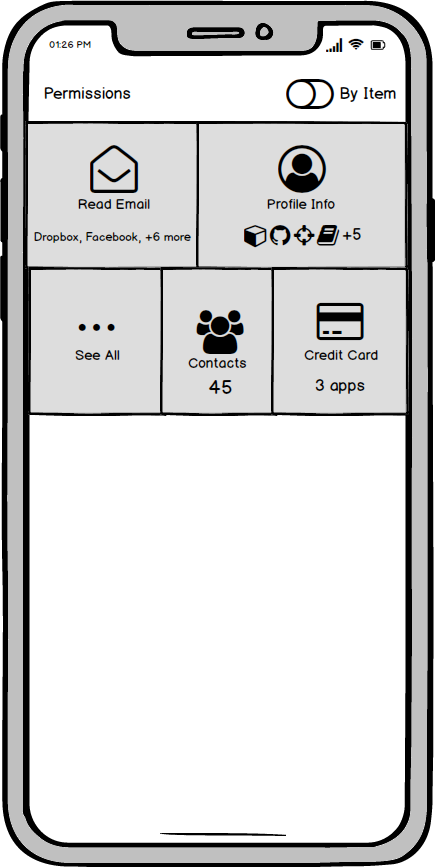 01:26 PM
Permissions
By Item
Read Email
Dropbox, Facebook, +6 more
Profile Info
+5
See All
Contacts
45
Credit Card
3 apps